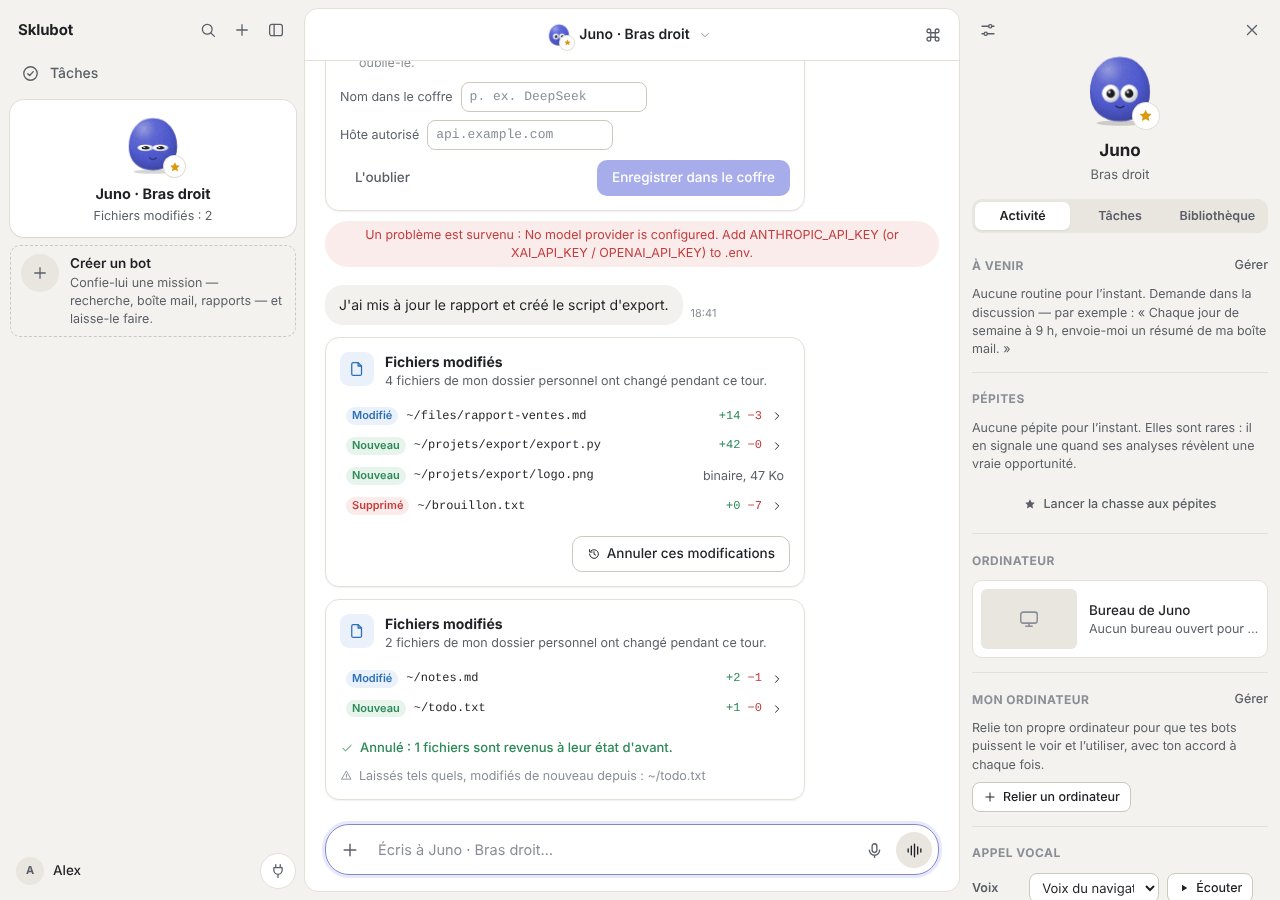 Sklubot
Tâches
Juno · Bras droit
Fichiers modifiés : 2
Créer un bot
Confie-lui une mission —
recherche, boîte mail, rapports — et
laisse-le faire.
A Alex
Juno · Bras droit
oublie-le.
Nom dans le coffre p. ex. DeepSeek
Hôte autorisé api.example.com
L'oublier Enregistrer dans le coffre
Un problème est survenu : No model provider is configured. Add ANTHROPIC_API_KEY (or
XAI_API_KEY / OPENAI_API_KEY) to .env.
J'ai mis à jour le rapport et créé le script d'export. 18:41
Fichiers modifiés
4 fichiers de mon dossier personnel ont changé pendant ce tour.
Modifié ~/files/rapport-ventes.md +14 −3
Nouveau ~/projets/export/export.py +42 −0
Nouveau ~/projets/export/logo.png binaire, 47 Ko
Supprimé ~/brouillon.txt +0 −7
Annuler ces modifications
Fichiers modifiés
2 fichiers de mon dossier personnel ont changé pendant ce tour.
Modifié ~/notes.md +2 −1
Nouveau ~/todo.txt +1 −0
Annulé : 1 fichiers sont revenus à leur état d'avant.
Laissés tels quels, modifiés de nouveau depuis : ~/todo.txt
Écris à Juno · Bras droit...
Juno
Bras droit
Activité Tâches Bibliothèque
À VENIR Gérer
Aucune routine pour l’instant. Demande dans la
discussion — par exemple : « Chaque jour de
semaine à 9 h, envoie-moi un résumé de ma boîte
mail. »
PÉPITES
Aucune pépite pour l’instant. Elles sont rares : il
en signale une quand ses analyses révèlent une
vraie opportunité.
Lancer la chasse aux pépites
ORDINATEUR
Bureau de Juno
Aucun bureau ouvert pour ...
MON ORDINATEUR Gérer
Relie ton propre ordinateur pour que tes bots
puissent le voir et l’utiliser, avec ton accord à
chaque fois.
Relier un ordinateur
APPEL VOCAL
Voix Voix du navigat Écouter